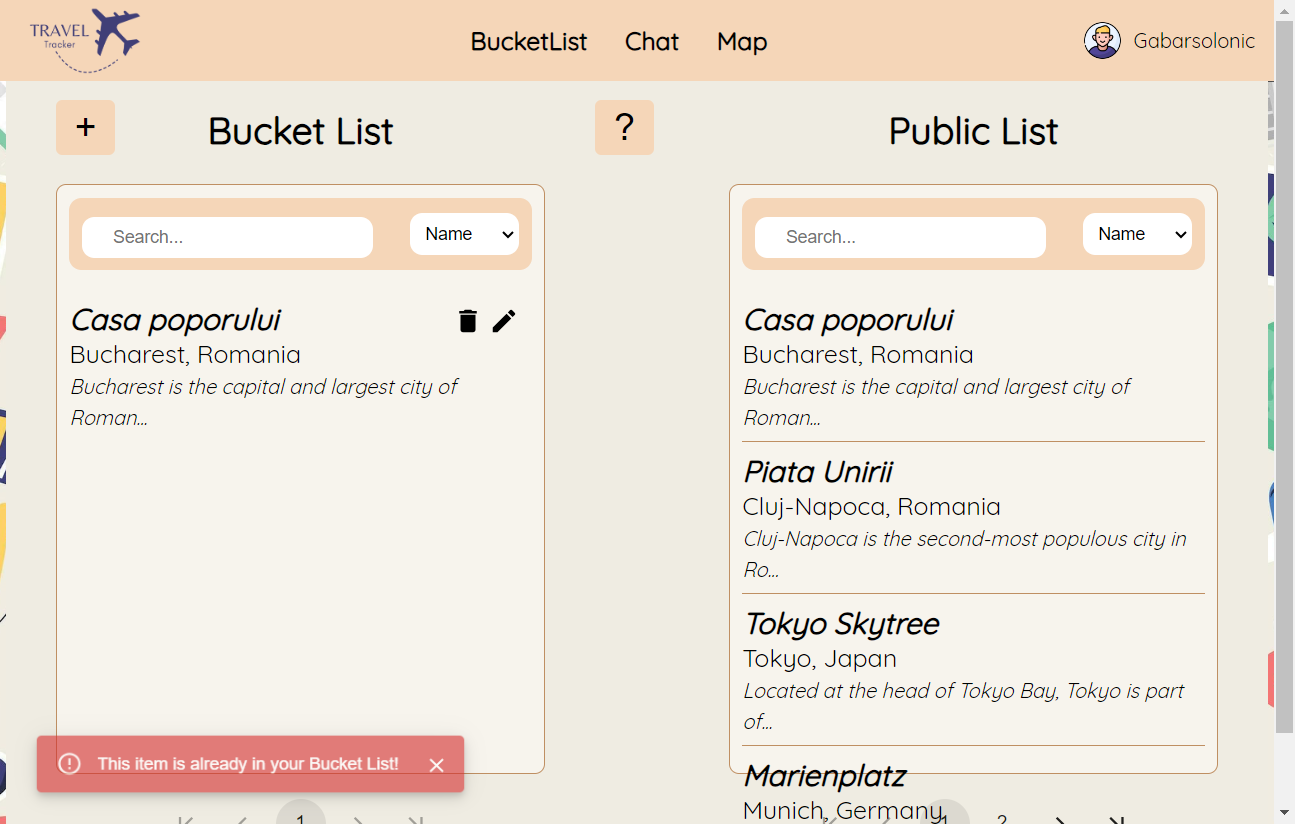 TRAVEL
Tracker
BucketList
Chat
Map
Gabarsolonic
+
Bucket List
?
Public List
Search...
Name
Casa poporului
Bucharest, Romania
Bucharest is the capital and largest city of
Roman...
This item is already in your Bucket List!
1
Search...
Name
Casa poporului
Bucharest, Romania
Bucharest is the capital and largest city of
Roman...
Piata Unirii
Cluj-Napoca, Romania
Cluj-Napoca is the second-most populous city in
Ro...
Tokyo Skytree
Tokyo, Japan
Located at the head of Tokyo Bay, Tokyo is part
of...
Marienplatz
Munich, Germany
1
2